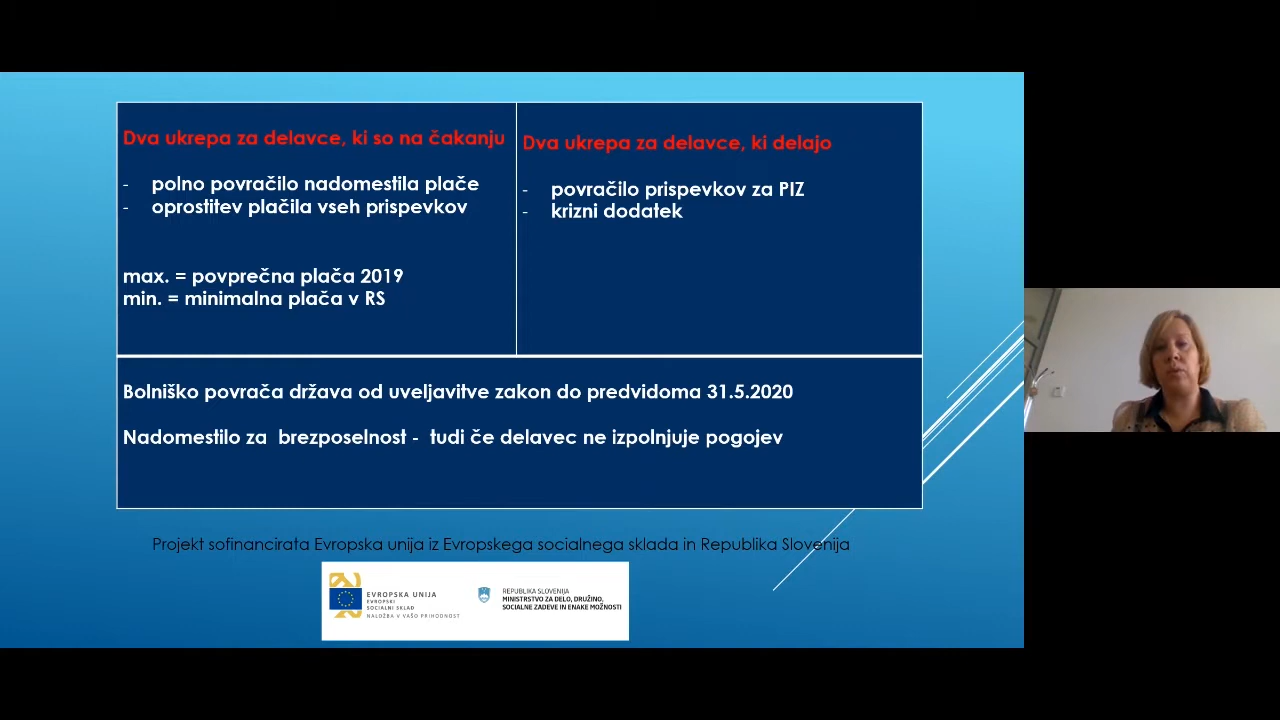 Dva ukrepa za delavce, ki so na čakanju
- polno povračilo nadomestila plače
- oprostitev plačila vseh prispevkov
max. = povprečna plača 2019
min. = minimalna plača v RS
Dva ukrepa za delavce, ki delajo
- povračilo prispevkov za PIZ
- krizni dodatek
Bolniško povrača država od uveljavitve zakon do predvidoma 31.5.2020
Nadomestilo za brezposelnost - tudi če delavec ne izpolnjuje pogojev
Projekt sofinancirata Evropska unija iz Evropskega socialnega sklada in Republika Slovenija
EVROPSKA UNIJA
EVROPSKI
SOCIALNI SKLAD
NALOŽBA V VAŠO PRIHODNOST
REPUBLIKA SLOVENIJA
MINISTRSTVO ZA DELO, DRUŽINO,
SOCIALNE ZADEVE IN ENAKE MOŽNOSTI